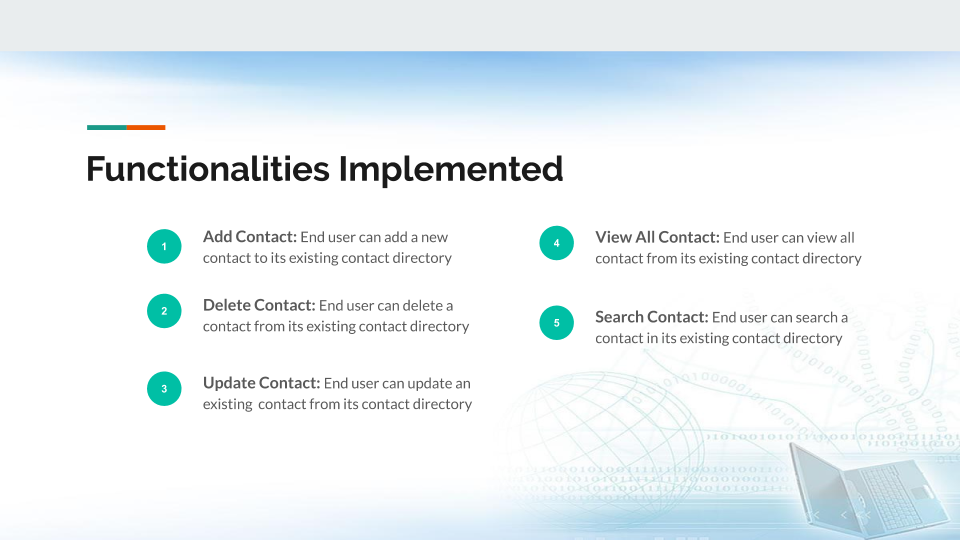 Functionalities Implemented
1
Add Contact: End user can add a new
contact to its existing contact directory
2
Delete Contact: End user can delete a
contact from its existing contact directory
3
Update Contact: End user can update an
existing  contact from its contact directory
4
View All Contact: End user can view all
contact from its existing contact directory
5
Search Contact: End user can search a
contact in its existing contact directory